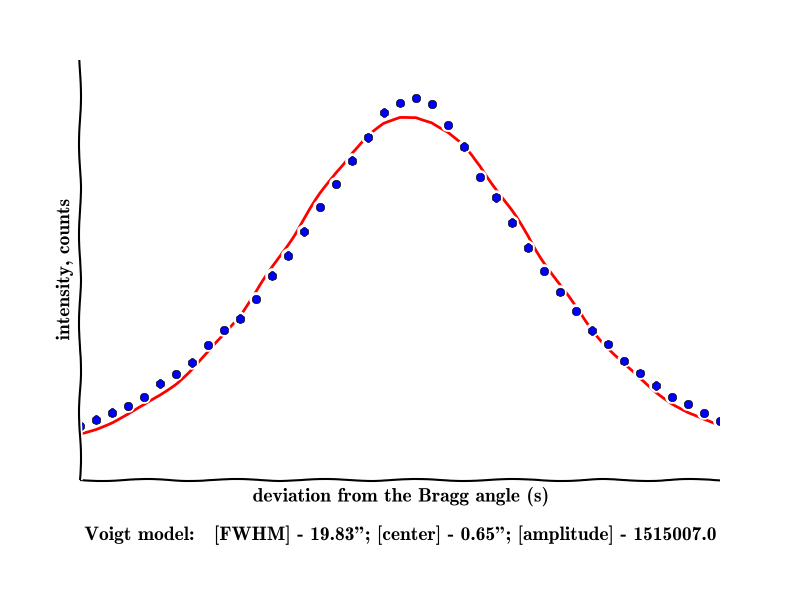 intensity, counts
deviation from the Bragg angle (s)
Voigt model: [FWHM] - 19.83”; [center] - 0.65”; [amplitude] - 1515007.0